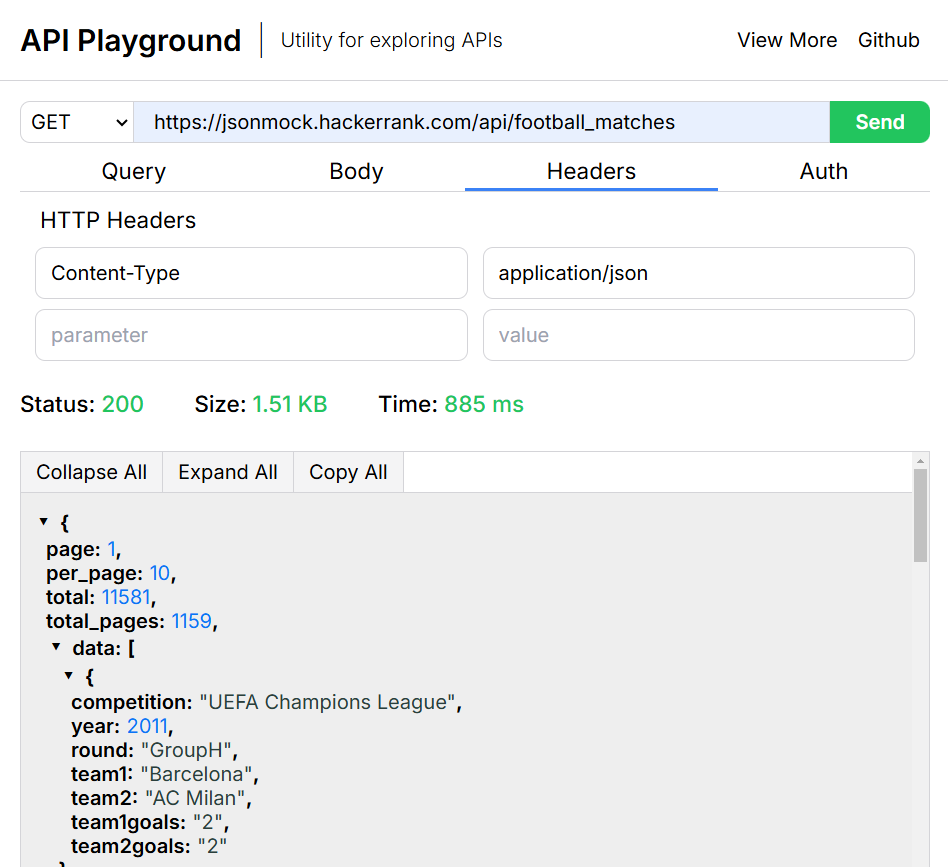 API Playground Utility for exploring APIs View More Github
GET https://jsonmock.hackerrank.com/api/football_matches Send
Query Body Headers Auth
HTTP Headers
Content-Type application/json
parameter value
Status: 200 Size: 1.51 KB Time: 885 ms
Collapse All Expand All Copy All
{
page: 1,
per_page: 10,
total: 11581,
total_pages: 1159,
data: [
{
competition: "UEFA Champions League",
year: 2011,
round: "GroupH",
team1: "Barcelona",
team2: "AC Milan",
team1goals: "2",
team2goals: "2"